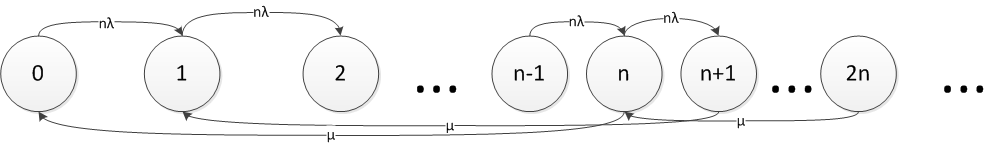 nλ nλ nλ nλ
0 1 2 ... n-1 n n+1 ... 2n ...
μ μ μ